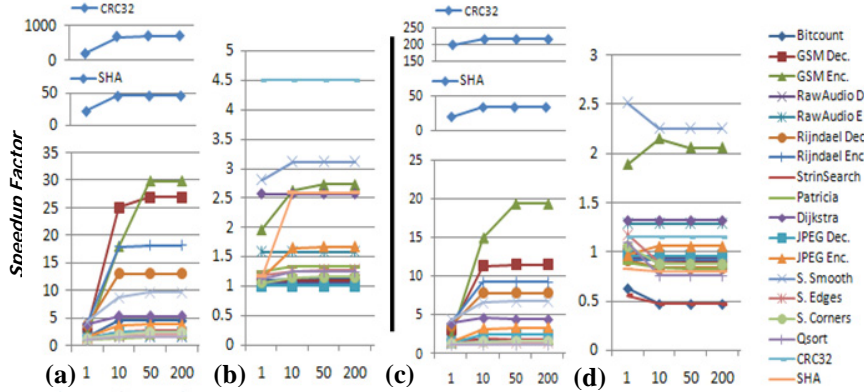 CRC32
1000
0
SHA
50
0
Speedup Factor
35
30
25
20
15
10
5
0
1 10 50 200
(a)
5
4.5
4
3.5
3
2.5
2
1.5
1
0.5
0
1 10 50 200
(b)
CRC32
250
200
150
SHA
50
0
25
20
15
10
5
0
1 10 50 200
(c)
3
2.5
2
1.5
1
0.5
0
1 10 50 200
(d)
Bitcount
GSM Dec.
GSM Enc.
RawAudio D
RawAudio E
Rijndael Dec
Rijndael Enc
StrinSearch
Patricia
Dijkstra
JPEG Dec.
JPEG Enc.
S. Smooth
S. Edges
S. Corners
Qsort
CRC32
SHA